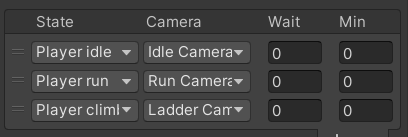 State Camera Wait Min
Player idle Idle Camera 0 0
Player run Run Camera 0 0
Player climb Ladder Cam 0 0